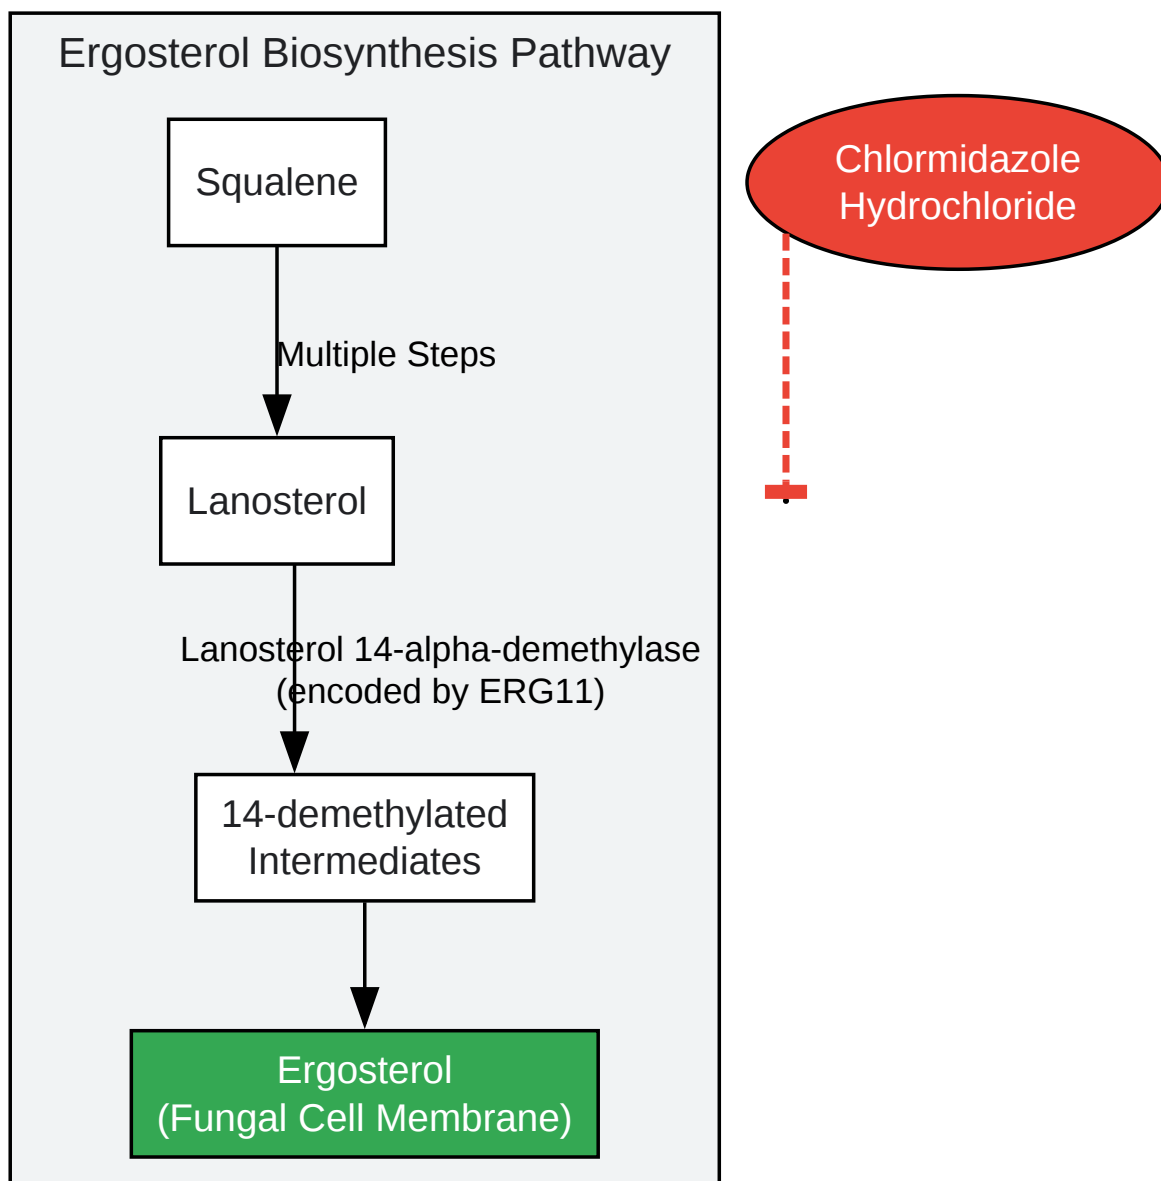 Ergosterol Biosynthesis Pathway
Squalene
Chlormidazole
Hydrochloride
Multiple Steps
Lanosterol
Lanosterol 14-alpha-demethylase
(encoded by ERG11)
14-demethylated
Intermediates
Ergosterol
(Fungal Cell Membrane)